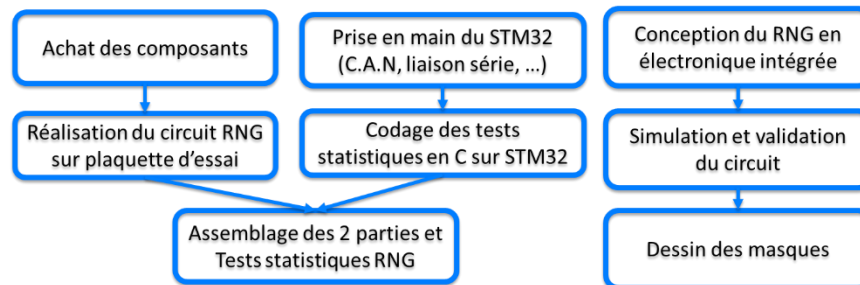 Achat des composants
Prise en main du STM32
(C.A.N, liaison série, ...)
Conception du RNG en
électronique intégrée
Réalisation du circuit RNG
sur plaquette d'essai
Codage des tests
statistiques en C sur STM32
Simulation et validation
du circuit
Assemblage des 2 parties et
Tests statistiques RNG
Dessin des masques